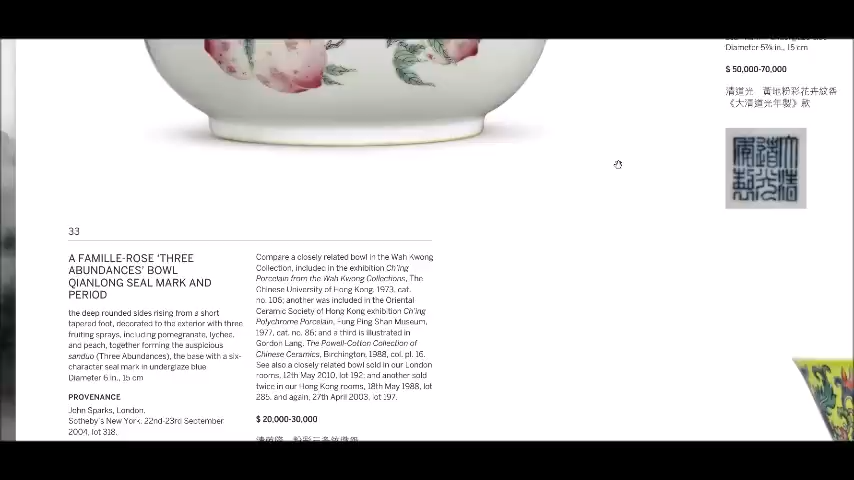 Diameter 5⅞ in., 15 cm
$ 50,000-70,000
清道光 黃地粉彩花卉紋盌
《大清道光年製》款
33
A FAMILLE-ROSE 'THREE
ABUNDANCES' BOWL
QIANLONG SEAL MARK AND
PERIOD
the deep rounded sides rising from a short
tapered foot, decorated to the exterior with three
fruiting sprays, including pomegranate, lychee,
and peach, together forming the auspicious
sanduo (Three Abundances), the base with a six-
character seal mark in underglaze blue
Diameter 6 in., 15 cm
PROVENANCE
John Sparks, London.
Sotheby's New York, 22nd-23rd September
2004, lot 318.
Compare a closely related bowl in the Wah Kwong
Collection, included in the exhibition Ch'ing
Porcelain from the Wah Kwong Collections, The
Chinese University of Hong Kong, 1973, cat.
no. 106; another was included in the Oriental
Ceramic Society of Hong Kong exhibition Ch'ing
Polychrome Porcelain, Fung Ping Shan Museum,
1977, cat. no. 86; and a third is illustrated in
Gordon Lang, The Powell-Cotton Collection of
Chinese Ceramics, Birchington, 1988, col. pl. 16.
See also a closely related bowl sold in our London
rooms, 12th May 2010, lot 192; and another sold
twice in our Hong Kong rooms, 18th May 1988, lot
285, and again, 27th April 2003, lot 197.
$ 20,000-30,000